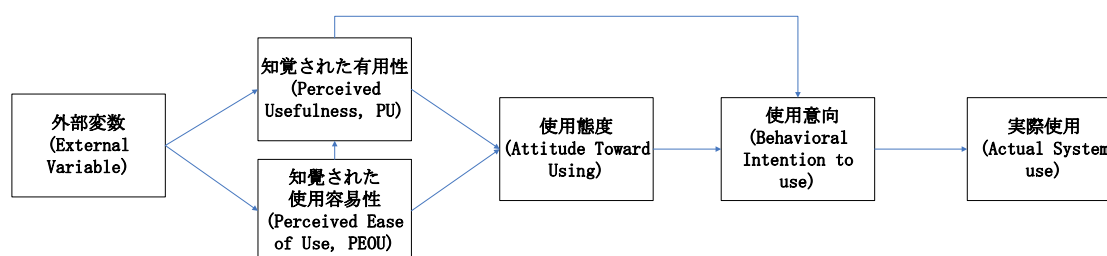 外部変数
(External
Variable)
知覚された有用性
(Perceived
Usefulness, PU)
知覺された
使用容易性
(Perceived Ease
of Use, PEOU)
使用態度
(Attitude Toward
Using)
使用意向
(Behavioral
Intention to
use)
実際使用
(Actual System
use)